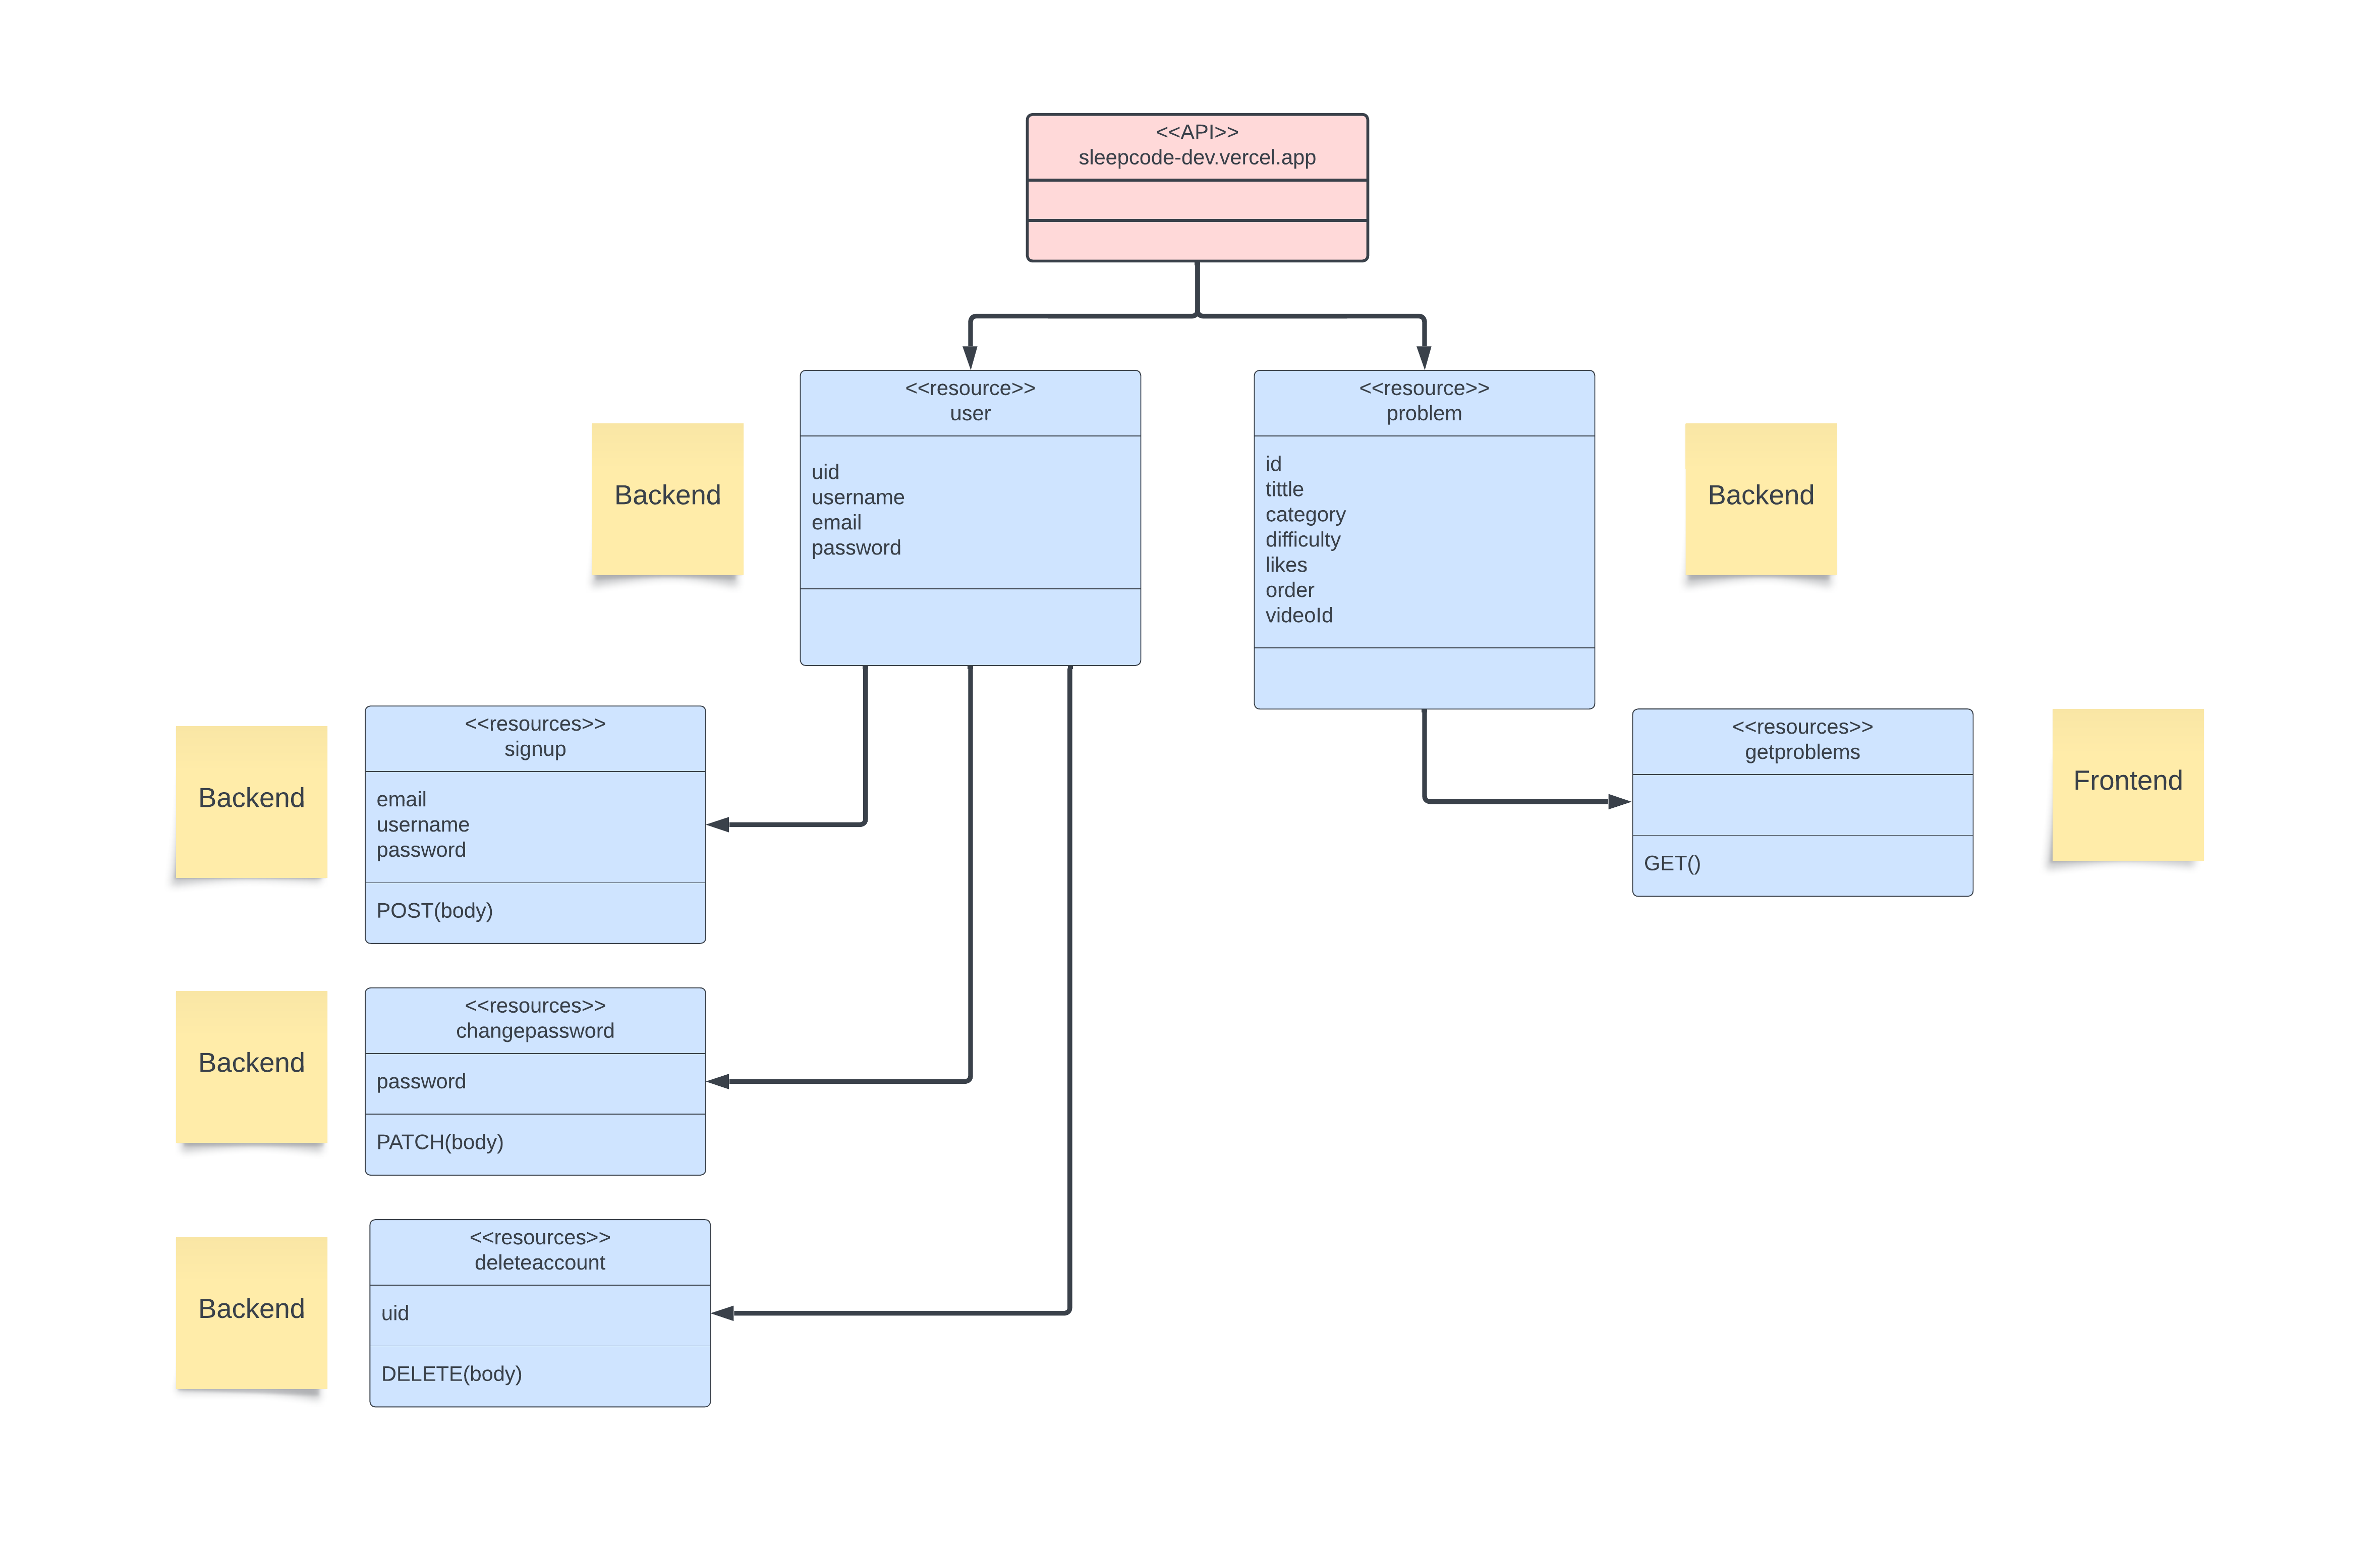 <<API>>
sleepcode-dev.vercel.app
<<resource>>
user
uid
username
email
password
<<resource>>
problem
id
tittle
category
difficulty
likes
order
videoId
Backend
Backend
<<resources>>
signup
email
username
password
POST(body)
Backend
<<resources>>
getproblems
GET()
Frontend
<<resources>>
changepassword
password
PATCH(body)
Backend
<<resources>>
deleteaccount
uid
DELETE(body)
Backend